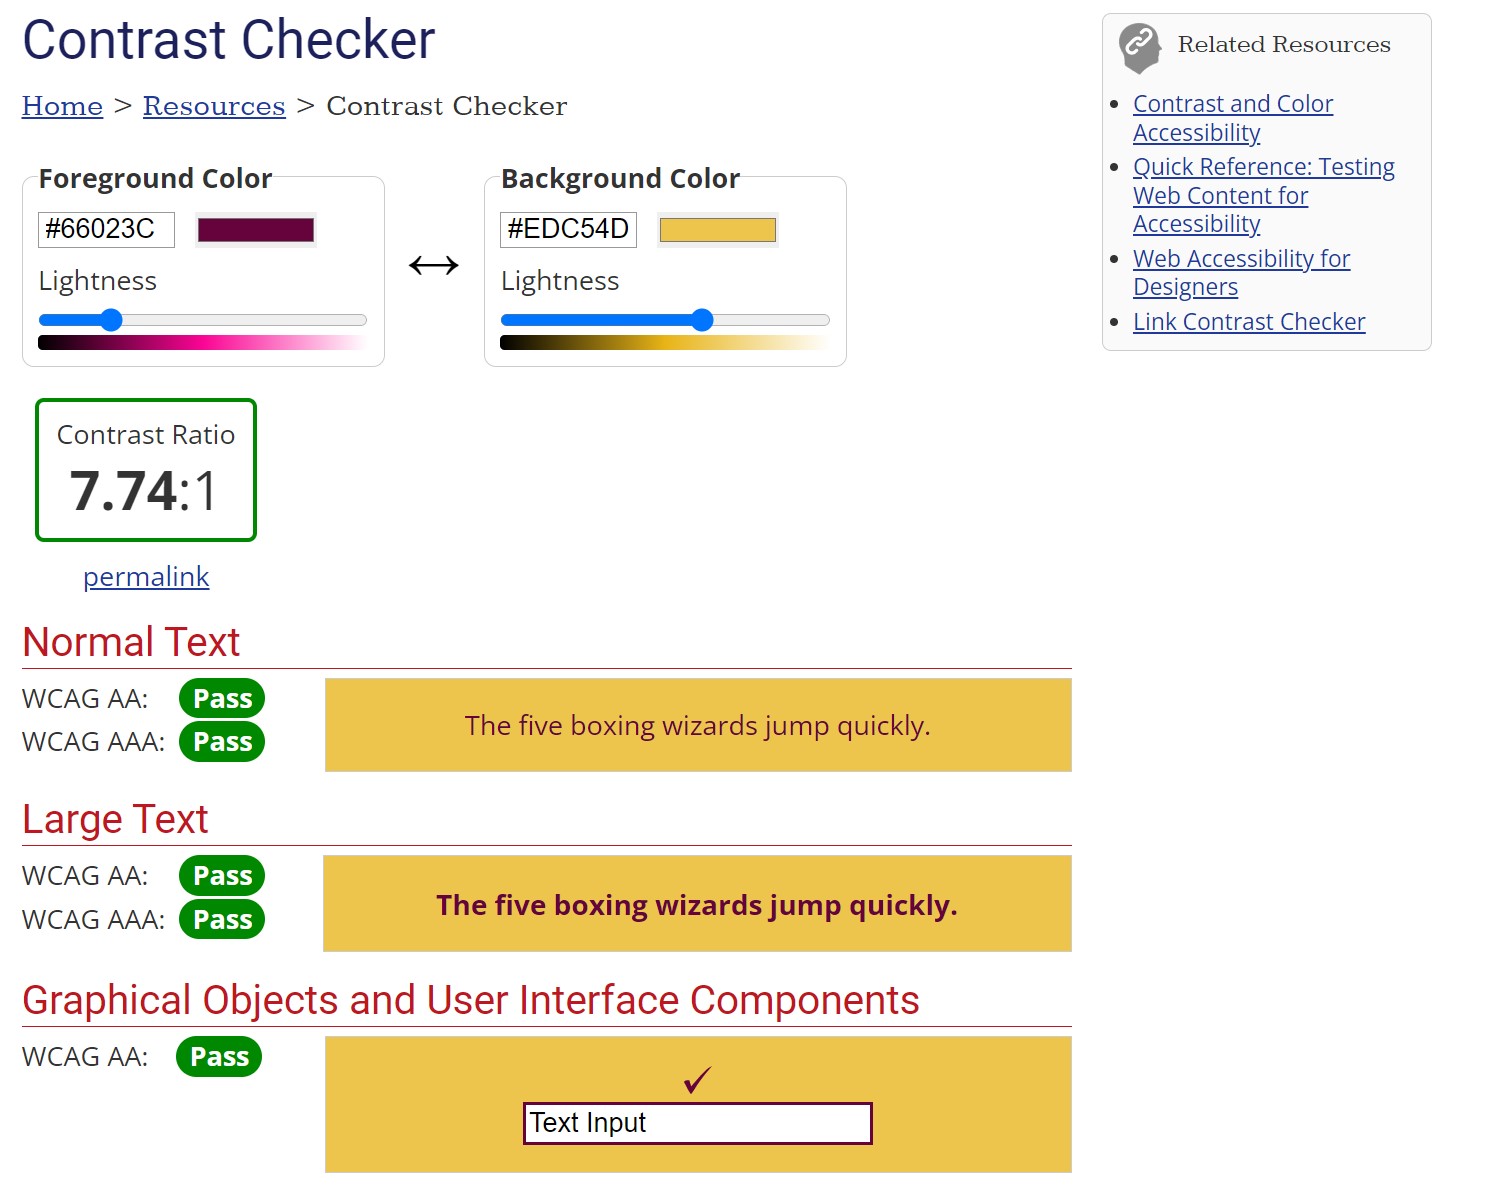 Contrast Checker
Home > Resources > Contrast Checker
Foreground Color
#66023C
Lightness
Background Color
#EDC54D
Lightness
Contrast Ratio
7.74:1
permalink
Normal Text
WCAG AA: Pass
WCAG AAA: Pass
The five boxing wizards jump quickly.
Large Text
WCAG AA: Pass
WCAG AAA: Pass
The five boxing wizards jump quickly.
Graphical Objects and User Interface Components
WCAG AA: Pass
✓
Text Input
Related Resources
Contrast and Color
Accessibility
Quick Reference: Testing
Web Content for
Accessibility
Web Accessibility for
Designers
Link Contrast Checker